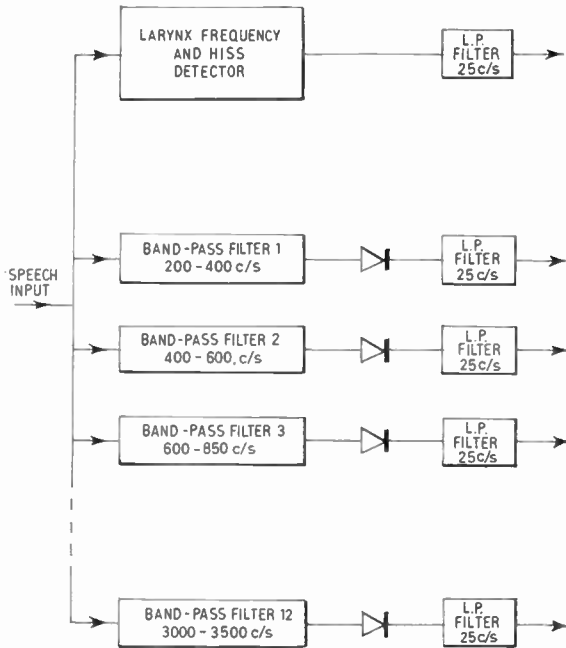 LARYNX FREQUENCY
AND HISS
DETECTOR
L.P.
FILTER
25c/s
SPEECH
INPUT
BAND-PASS FILTER 1
200-400 c/s
L.P.
FILTER
25c/s
BAND-PASS FILTER 2
400-600, c/s
L.P.
FILTER
25c/s
BAND-PASS FILTER 3
600-850 c/s
L.P.
FILTER
25c/s
BAND-PASS FILTER 12
3000-3500 c/s
L.P.
FILTER
25c/s